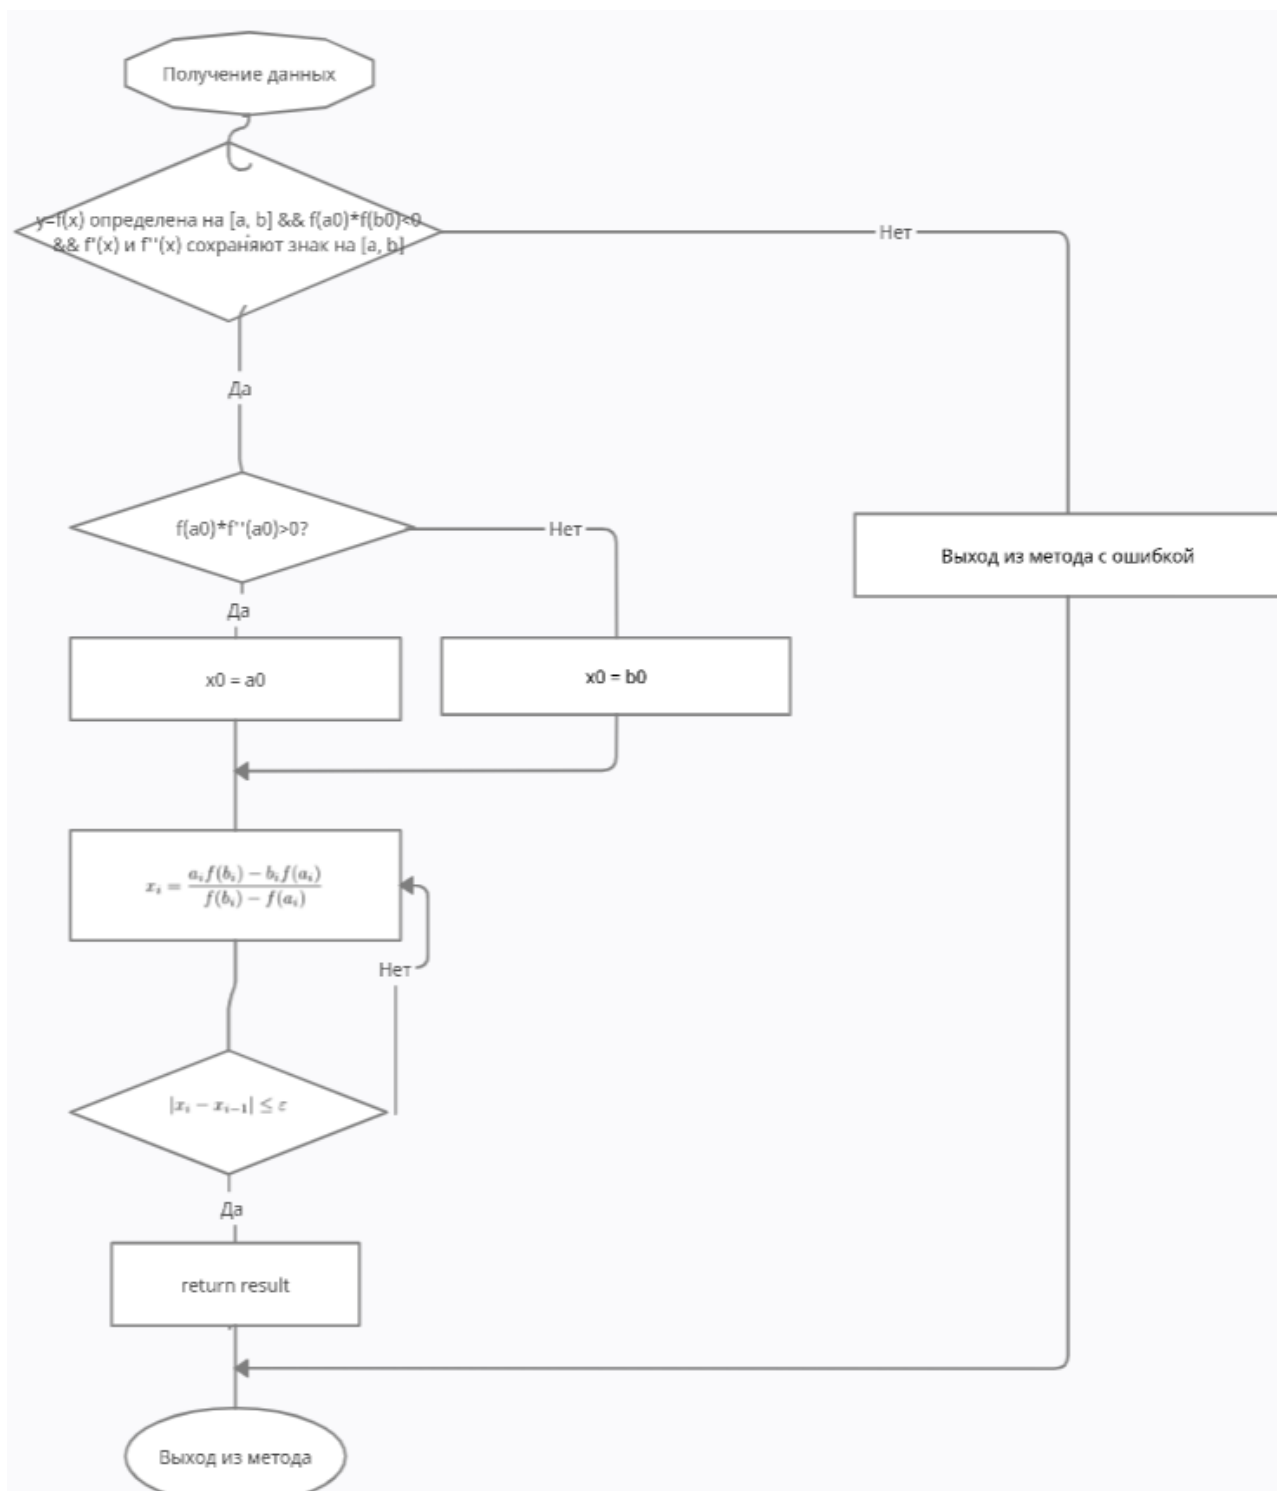 Получение данных
y=f(x) определена на [a, b] && f(a0)*f(b0)<0
&& f'(x) и f''(x) сохраняют знак на [a, b]
Нет
Да
f(a0)*f''(a0)>0?
Нет
Выход из метода с ошибкой
Да
x0 = a0
x0 = b0
x_i = \frac{a_i f(b_i) - b_i f(a_i)}{f(b_i) - f(a_i)}
Нет
|x_i - x_{i-1}| ≤ ε
Да
return result
Выход из метода